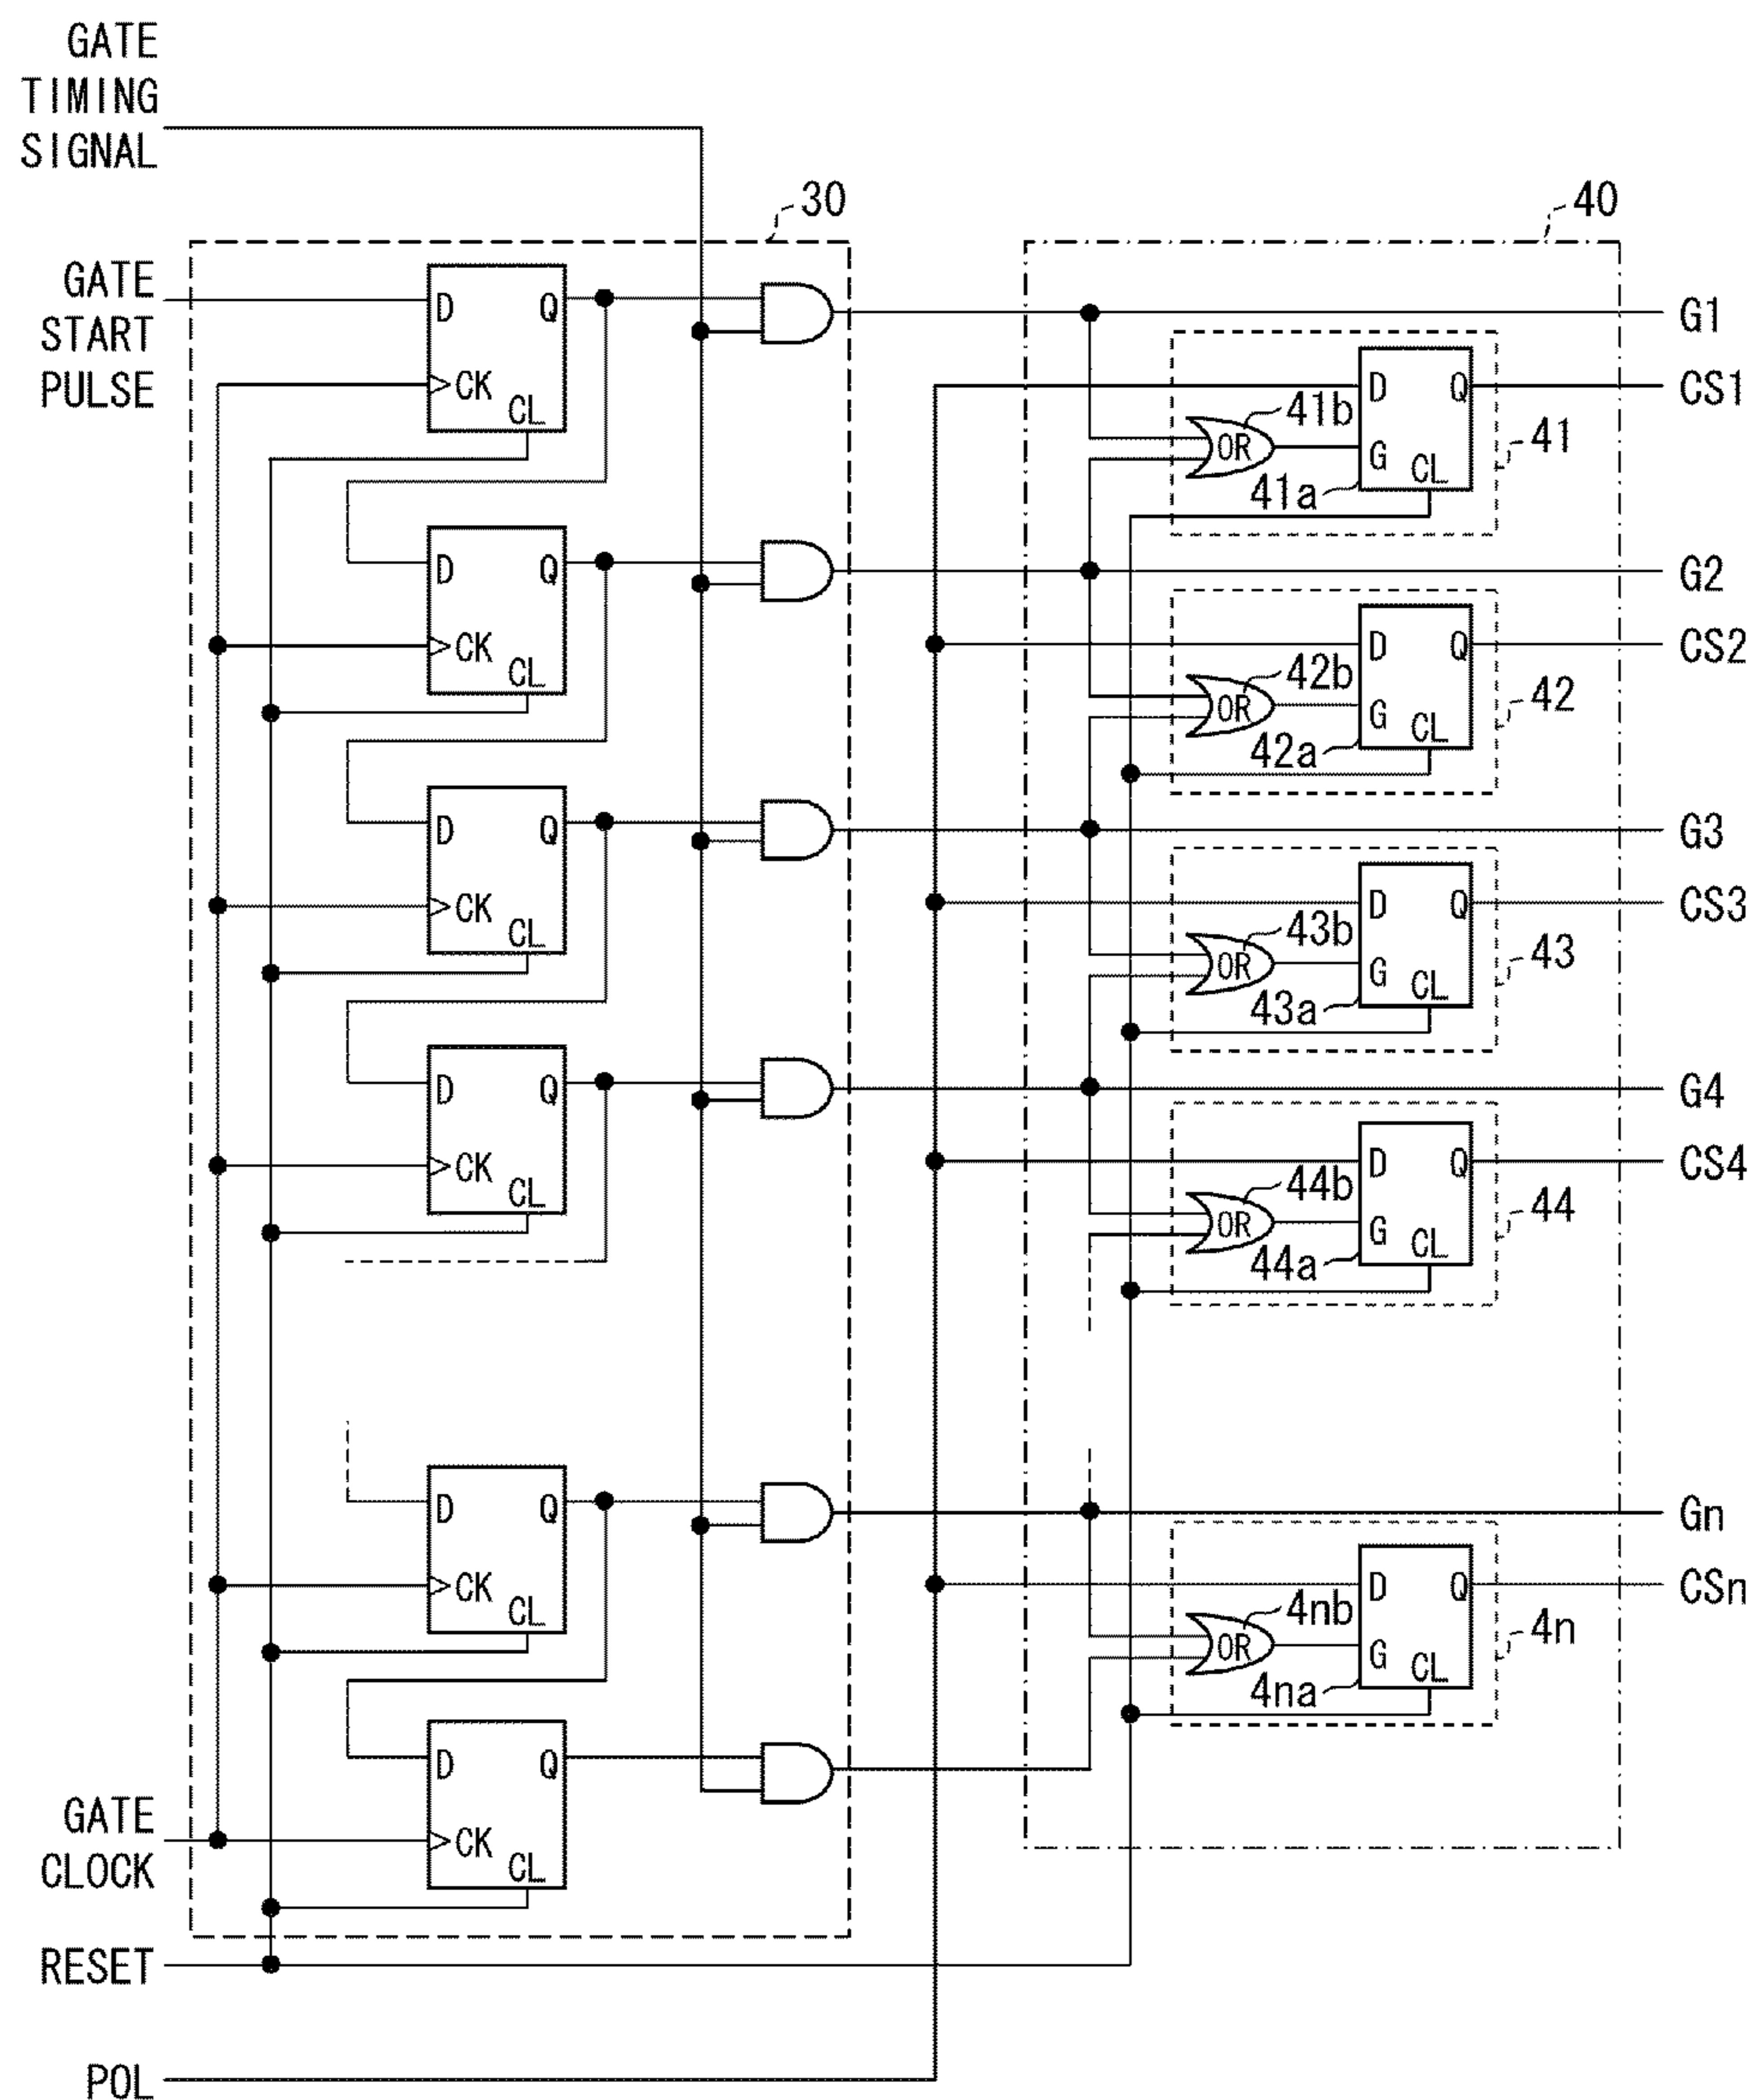 GATE
TIMING
SIGNAL
30
40
GATE
START
PULSE
D Q
CK
CL
G1
D Q
CS1
41b
OR
G CL
41
41a
D Q
CK
CL
G2
D Q
CS2
42b
OR
G CL
42
42a
D Q
CK
CL
G3
D Q
CS3
43b
OR
G CL
43
43a
D Q
CK
CL
G4
D Q
CS4
44b
OR
G CL
44
44a
D Q
CK
CL
Gn
D Q
CSn
4nb
OR
G CL
4n
4na
D Q
CK
CL
GATE
CLOCK
RESET
POL